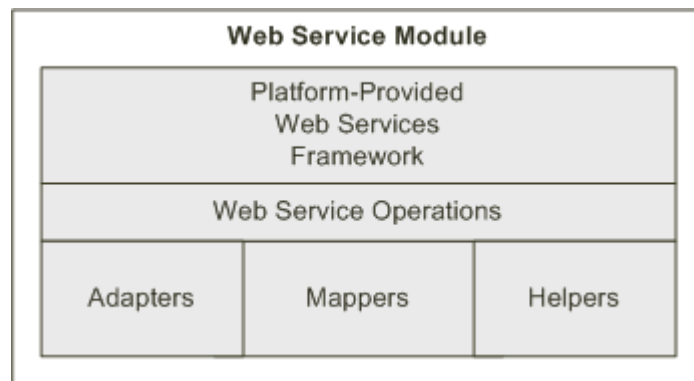 Web Service Module
Platform-Provided
Web Services
Framework
Web Service Operations
Adapters
Mappers
Helpers